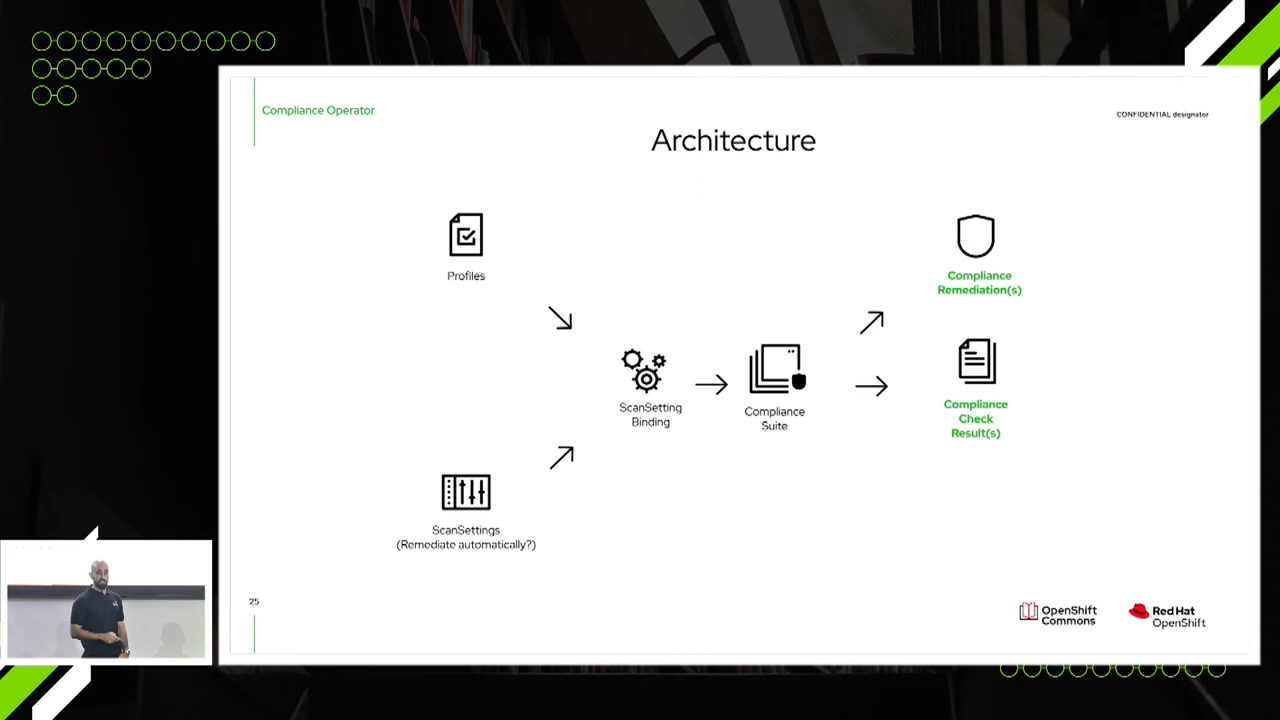 Compliance Operator
CONFIDENTIAL designator
Architecture
Profiles
Compliance
Remediation(s)
ScanSetting
Binding
Compliance
Suite
Compliance
Check
Result(s)
ScanSettings
(Remediate automatically?)
25
OpenShift
Commons
Red Hat
OpenShift